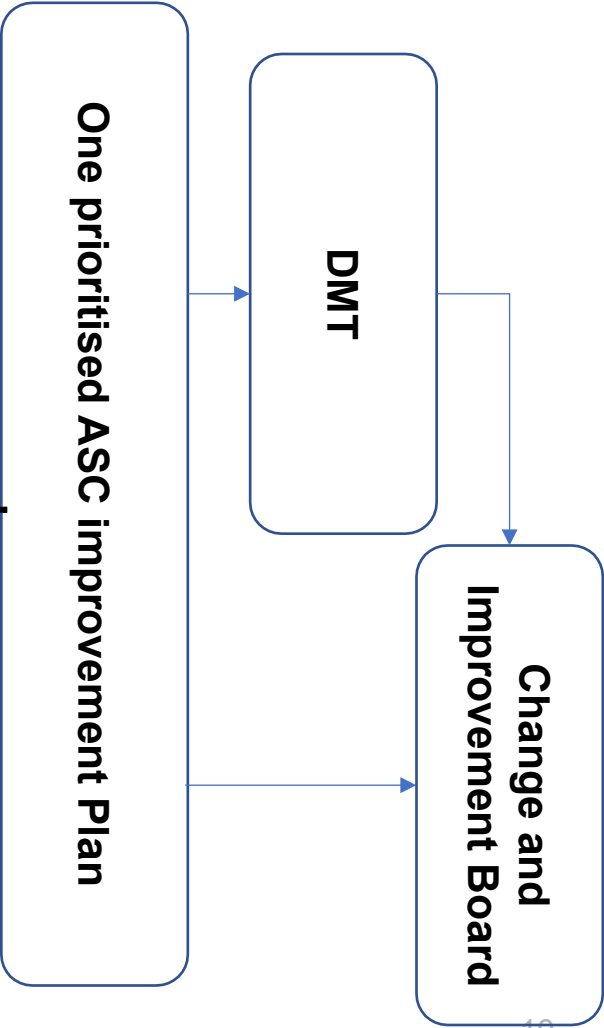 Change and
Improvement Board
DMT
One prioritised ASC improvement Plan